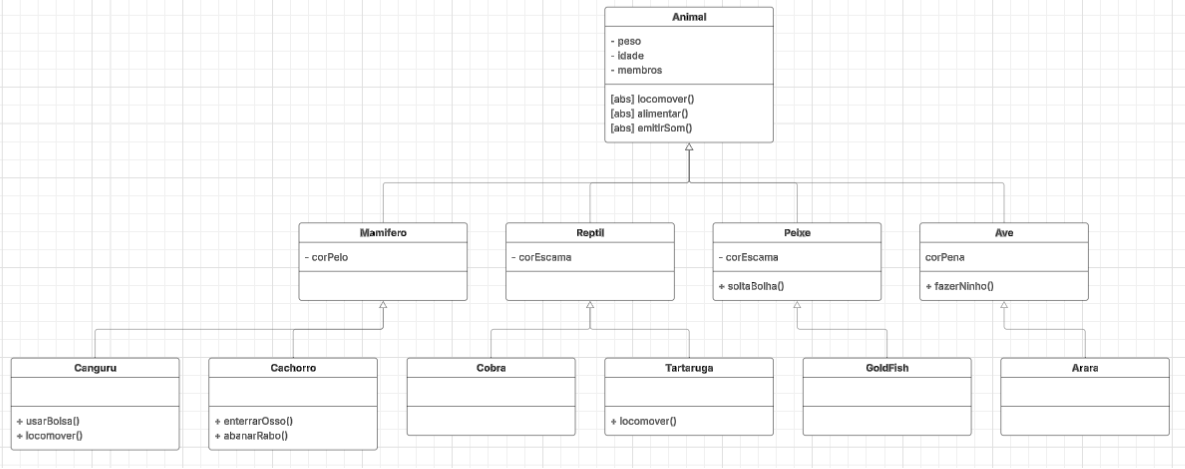 Animal
- peso
- idade
- membros
[abs] locomover()
[abs] alimentar()
[abs] emitirSom()
Mamifero
- corPelo
Reptil
- corEscama
Peixe
- corEscama
+ soltaBolha()
Ave
corPena
+ fazerNinho()
Canguru
+ usarBolsa()
+ locomover()
Cachorro
+ enterrarOsso()
+ abanarRabo()
Cobra
Tartaruga
+ locomover()
GoldFish
Arara